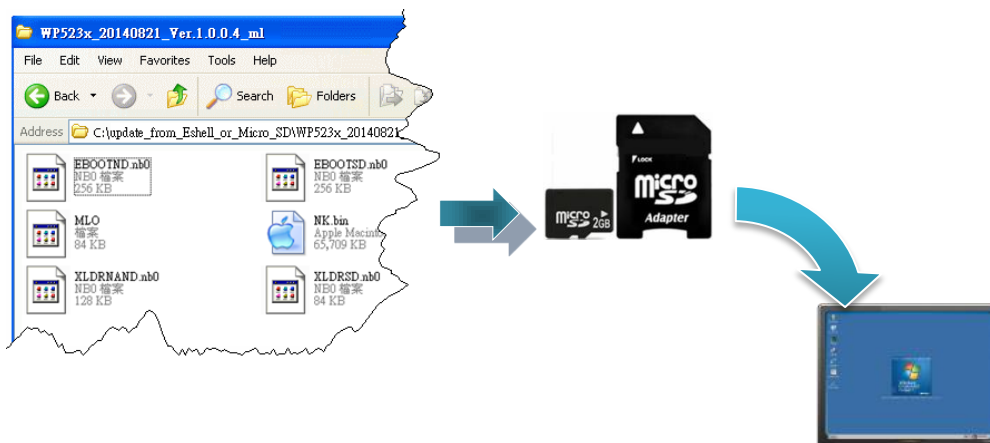 WP523x_20140821_Ver.1.0.0.4_ml
File Edit View Favorites Tools Help
Back Search Folders
Address C:\update_from_Eshell_or_Micro_SD\WP523x_20140821_
EBOOTND.nb0
NB0 檔案
256 KB
EBOOTSD.nb0
NB0 檔案
256 KB
MLO
檔案
84 KB
NK.bin
Apple Macinto
65,709 KB
XLDRNAND.nb0
NB0 檔案
128 KB
XLDRSD.nb0
NB0 檔案
84 KB
micro
SD 2GB
LOCK
micro
SD
Adapter